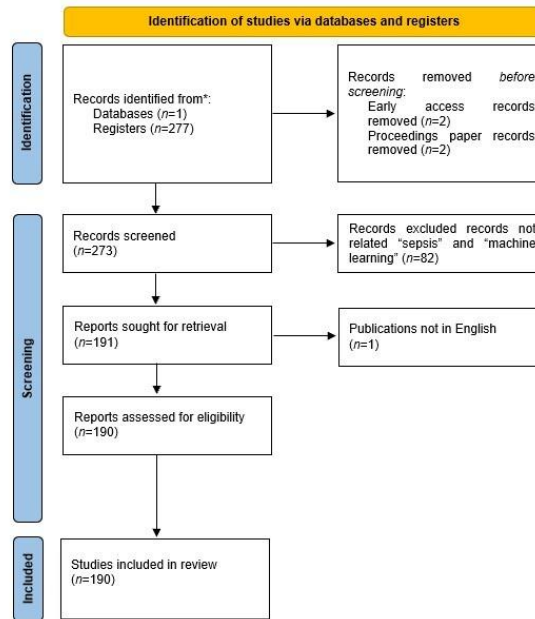 Identification of studies via databases and registers
Identification
Records identified from*:
Databases (n=1)
Registers (n=277)
Records removed before
screening:
Early access records
removed (n=2)
Proceedings paper records
removed (n=2)
Screening
Records screened
(n=273)
Records excluded records not
related “sepsis” and “machine
learning” (n=82)
Reports sought for retrieval
(n=191)
Publications not in English
(n=1)
Reports assessed for eligibility
(n=190)
Included
Studies included in review
(n=190)